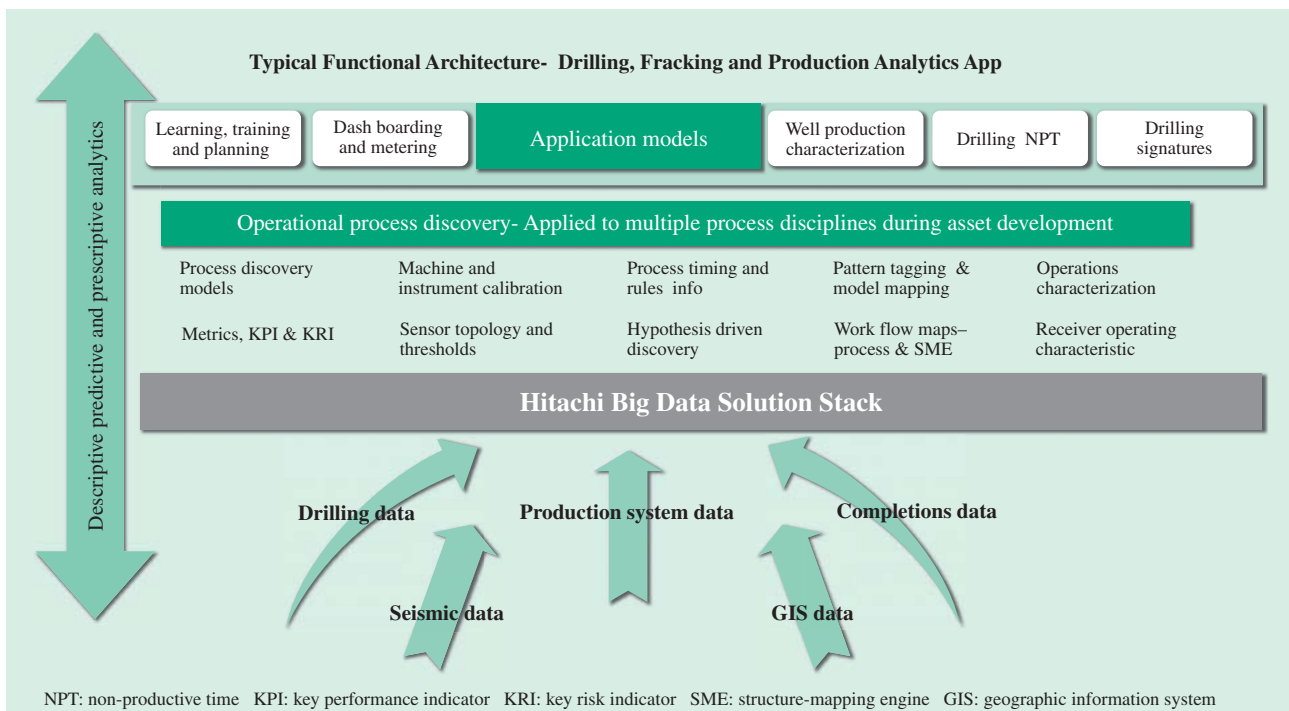 Typical Functional Architecture- Drilling, Fracking and Production Analytics App
Descriptive predictive and prescriptive analytics
Learning, training
and planning
Dash boarding
and metering
Application models
Well production
characterization
Drilling NPT
Drilling
signatures
Operational process discovery- Applied to multiple process disciplines during asset development
Process discovery
models
Machine and
instrument calibration
Process timing and
rules info
Pattern tagging &
model mapping
Operations
characterization
Metrics, KPI & KRI
Sensor topology and
thresholds
Hypothesis driven
discovery
Work flow maps–
process & SME
Receiver operating
characteristic
Hitachi Big Data Solution Stack
Drilling data
Production system data
Completions data
Seismic data
GIS data
NPT: non-productive time KPI: key performance indicator KRI: key risk indicator SME: structure-mapping engine GIS: geographic information system